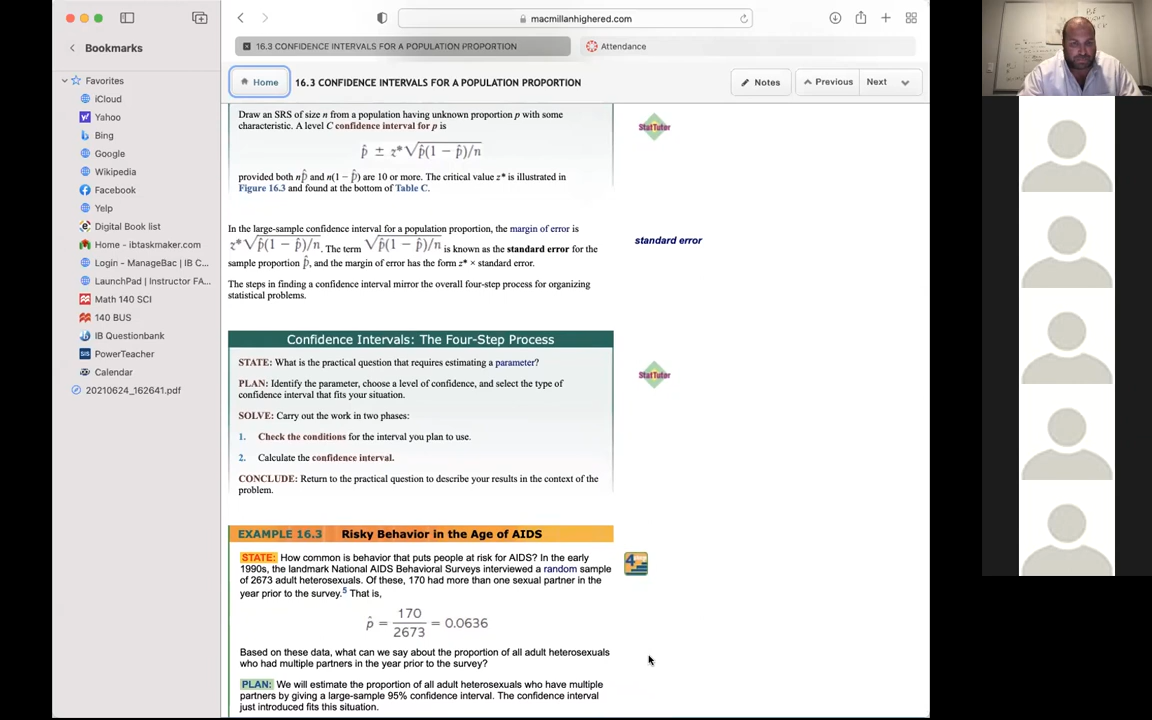 macmillanhighered.com
Bookmarks
16.3 CONFIDENCE INTERVALS FOR A POPULATION PROPORTION
Attendance
Favorites
iCloud
Yahoo
Bing
Google
Wikipedia
Facebook
Yelp
Digital Book list
Home - ibtaskmaker.com
Login - ManageBac | IB C...
LaunchPad | Instructor FA...
Math 140 SCI
140 BUS
IB Questionbank
PowerTeacher
Calendar
20210624_162641.pdf
Home
16.3 CONFIDENCE INTERVALS FOR A POPULATION PROPORTION
Notes
Previous
Next
Draw an SRS of size n from a population having unknown proportion p with some
characteristic. A level C confidence interval for p is
p̂ ± z*√p̂(1 − p̂)/n
provided both np̂ and n(1 − p̂) are 10 or more. The critical value z* is illustrated in
Figure 16.3 and found at the bottom of Table C.
StatTutor
In the large-sample confidence interval for a population proportion, the margin of error is
z*√p̂(1 − p̂)/n. The term √p̂(1 − p̂)/n is known as the standard error for the
sample proportion p̂, and the margin of error has the form z* × standard error.
standard error
The steps in finding a confidence interval mirror the overall four-step process for organizing
statistical problems.
Confidence Intervals: The Four-Step Process
STATE: What is the practical question that requires estimating a parameter?
PLAN: Identify the parameter, choose a level of confidence, and select the type of
confidence interval that fits your situation.
StatTutor
SOLVE: Carry out the work in two phases:
1. Check the conditions for the interval you plan to use.
2. Calculate the confidence interval.
CONCLUDE: Return to the practical question to describe your results in the context of the
problem.
EXAMPLE 16.3 Risky Behavior in the Age of AIDS
STATE: How common is behavior that puts people at risk for AIDS? In the early
1990s, the landmark National AIDS Behavioral Surveys interviewed a random sample
of 2673 adult heterosexuals. Of these, 170 had more than one sexual partner in the
year prior to the survey.5 That is,
4
p̂ = 170/2673 = 0.0636
Based on these data, what can we say about the proportion of all adult heterosexuals
who had multiple partners in the year prior to the survey?
PLAN: We will estimate the proportion of all adult heterosexuals who have multiple
partners by giving a large-sample 95% confidence interval. The confidence interval
just introduced fits this situation.